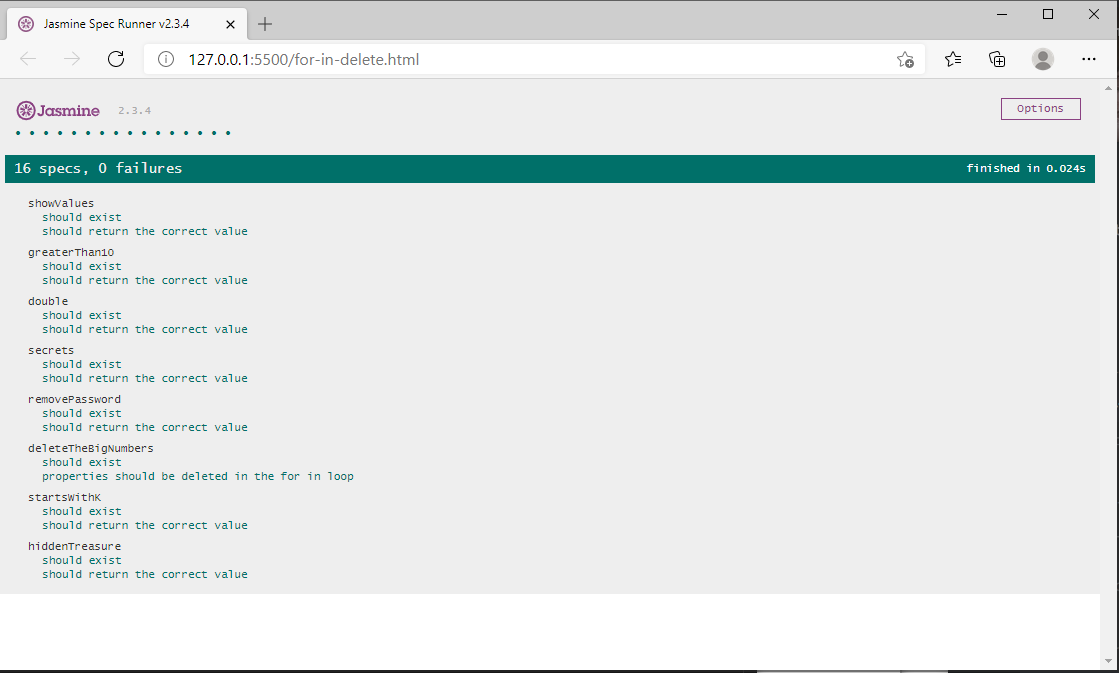 Jasmine Spec Runner v2.3.4
127.0.0.1:5500/for-in-delete.html
Jasmine 2.3.4
Options
16 specs, 0 failures finished in 0.024s
showValues
should exist
should return the correct value
greaterThan10
should exist
should return the correct value
double
should exist
should return the correct value
secrets
should exist
should return the correct value
removePassword
should exist
should return the correct value
deleteTheBigNumbers
should exist
properties should be deleted in the for in loop
startsWithK
should exist
should return the correct value
hiddenTreasure
should exist
should return the correct value